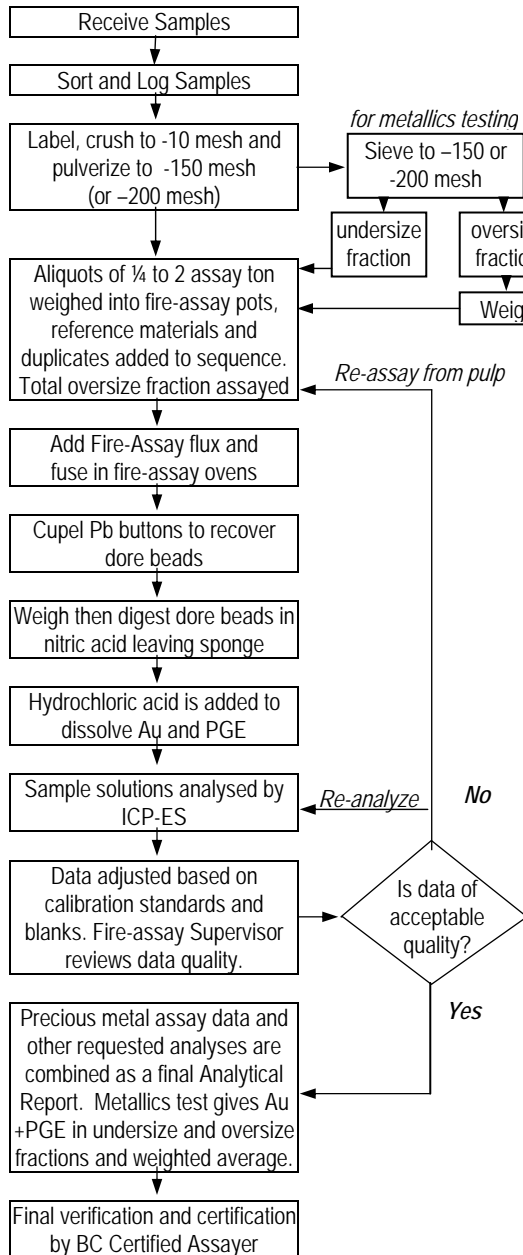 Receive Samples
Sort and Log Samples
Label, crush to -10 mesh and
pulverize to -150 mesh
(or –200 mesh)
for metallics testing
Sieve to –150 or
-200 mesh
undersize
fraction
oversi
fractio
Weig
Aliquots of ¼ to 2 assay ton
weighed into fire-assay pots,
reference materials and
duplicates added to sequence.
Total oversize fraction assayed
Re-assay from pulp
Add Fire-Assay flux and
fuse in fire-assay ovens
Cupel Pb buttons to recover
dore beads
Weigh then digest dore beads in
nitric acid leaving sponge
Hydrochloric acid is added to
dissolve Au and PGE
Sample solutions analysed by
ICP-ES
Re-analyze
No
Data adjusted based on
calibration standards and
blanks. Fire-assay Supervisor
reviews data quality.
Is data of
acceptable
quality?
Yes
Precious metal assay data and
other requested analyses are
combined as a final Analytical
Report. Metallics test gives Au
+PGE in undersize and oversize
fractions and weighted average.
Final verification and certification
by BC Certified Assayer